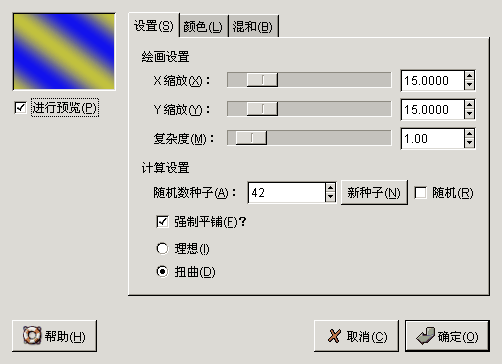 设置(S) 颜色(L) 混和(B)
进行预览(P)
绘画设置
X 缩放(X)： 15.0000
Y 缩放(Y)： 15.0000
复杂度(M)： 1.00
计算设置
随机数种子(A)： 42 新种子(N) 随机(R)
强制平铺(F)？
理想(I)
扭曲(D)
帮助(H) 取消(C) 确定(O)